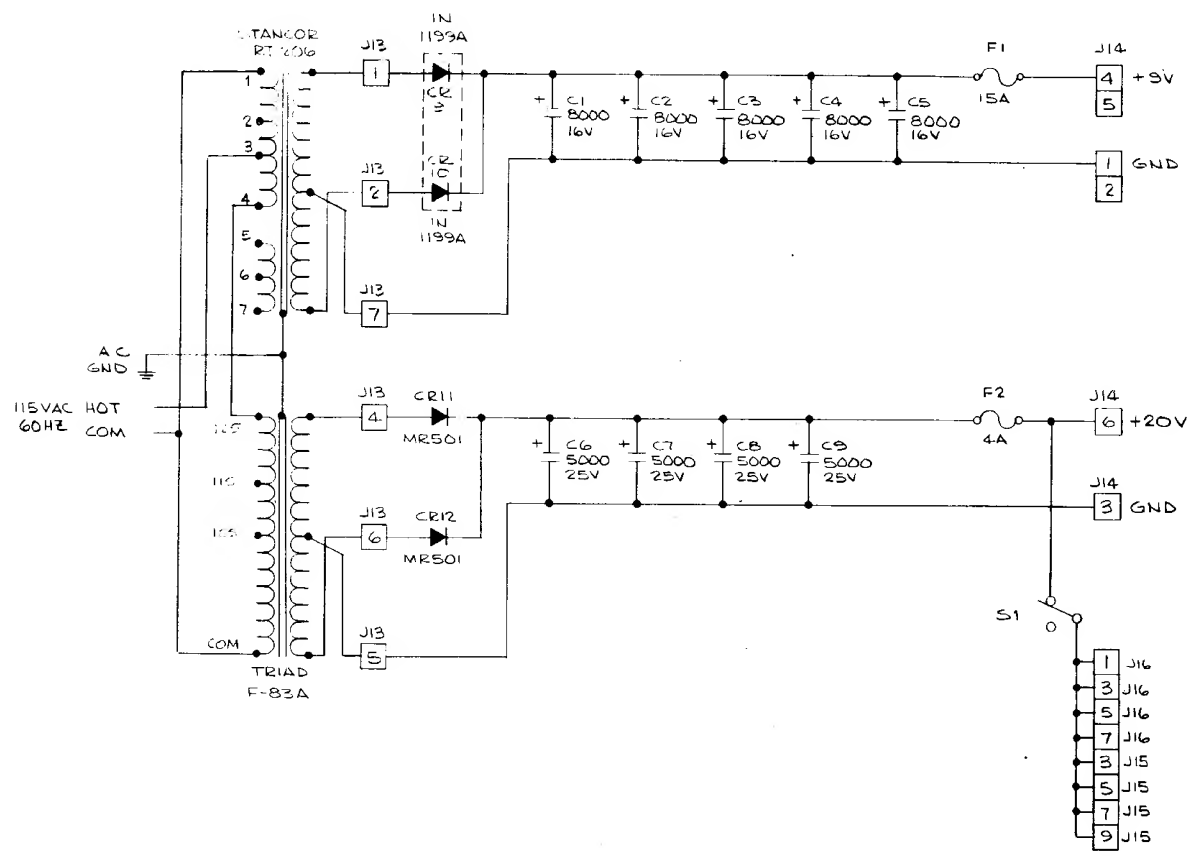 STANCOR
RT 206
1
2
3
4
5
6
7
J13
1
J13
2
J13
7
IN
1199A
CR
CR
IN
1199A
+ C1
8000
16V
+ C2
8000
16V
+ C3
8000
16V
+ C4
8000
16V
+ C5
8000
16V
F1
15A
J14
4 +9V
5
1 GND
2
AC
GND
115VAC HOT
60HZ COM
125
115
105
COM
TRIAD
F-83A
J13
4
J13
6
J13
5
CR11
MR501
CR12
MR501
+ C6
5000
25V
+ C7
5000
25V
+ C8
5000
25V
+ C9
5000
25V
F2
4A
J14
6 +20V
J14
3 GND
S1
1 J16
3 J16
5 J16
7 J16
3 J15
5 J15
7 J15
9 J15